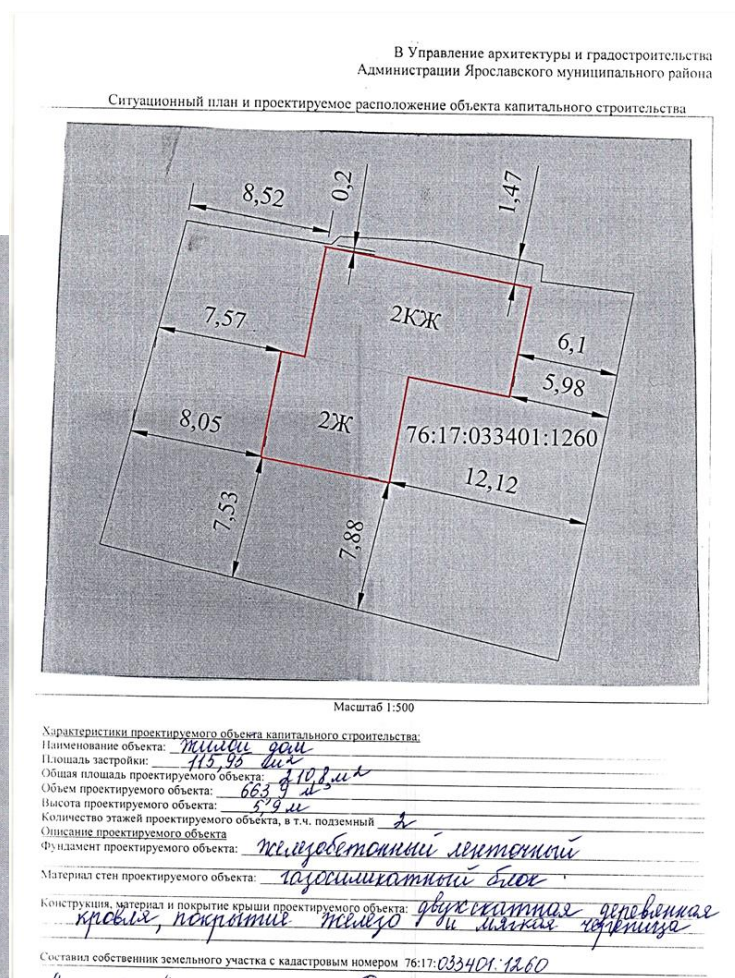 В Управление архитектуры и градостроительства
Администрации Ярославского муниципального района
Ситуационный план и проектируемое расположение объекта капитального строительства
8,52
0,2
1,47
7,57
2КЖ
6,1
5,98
8,05
2Ж
76:17:033401:1260
12,12
7,53
7,88
Масштаб 1:500
Характеристики проектируемого объекта капитального строительства:
Наименование объекта: жилой дом
Площадь застройки: 115,95 м2
Общая площадь проектируемого объекта: 210,8 м2
Объем проектируемого объекта: 663,9 м3
Высота проектируемого объекта: 5,9 м
Количество этажей проектируемого объекта, в т.ч. подземный 2
Описание проектируемого объекта
Фундамент проектируемого объекта: железобетонный ленточный
Материал стен проектируемого объекта: газосиликатный блок
Конструкция, материал и покрытие крыши проектируемого объекта: двухскатная деревянная
кровля, покрытие железо и мягкая черепица
Составил собственник земельного участка с кадастровым номером 76:17:033401:1260